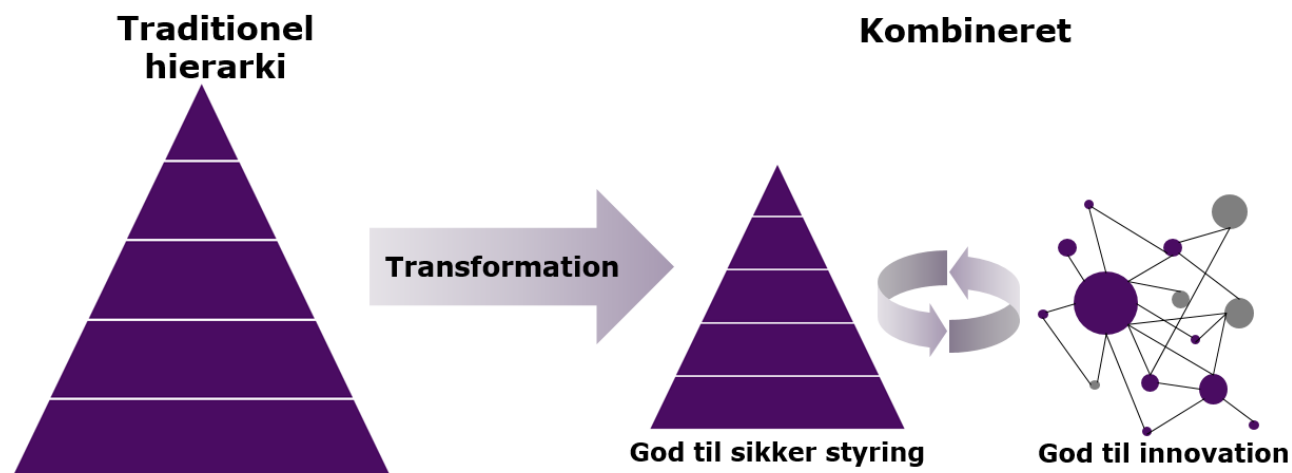 Traditionel
hierarki
Kombineret
Transformation
God til sikker styring
God til innovation